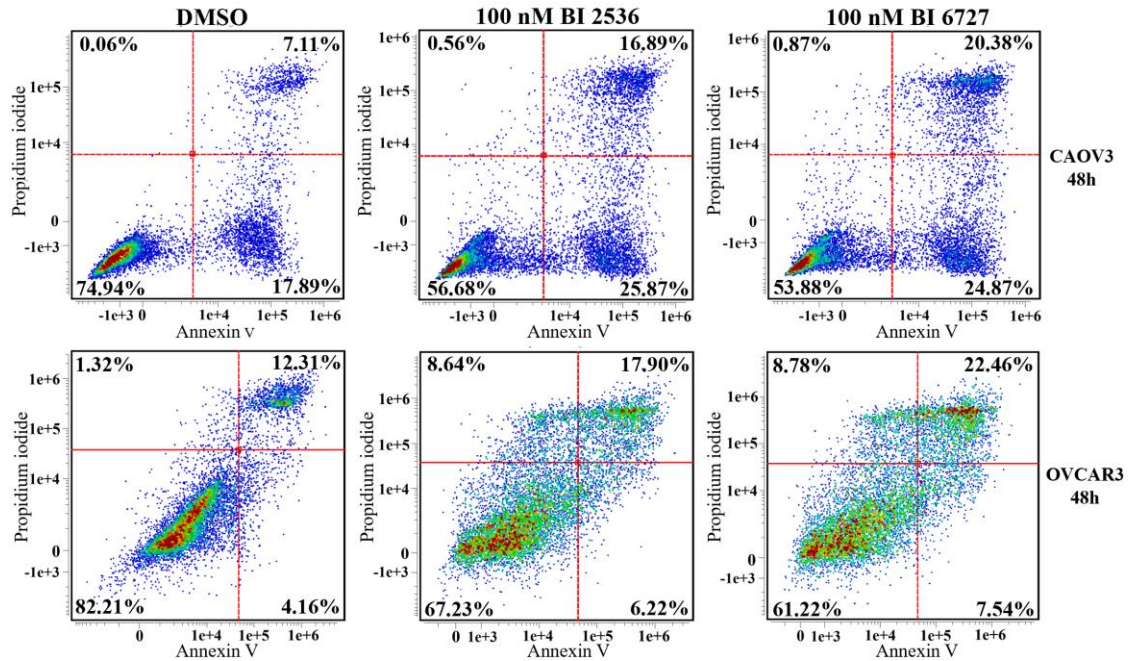 DMSO
100 nM BI 2536
100 nM BI 6727
0.06%
7.11%
1e+5
1e+4
0
-1e+3
Propidium iodide
74.94%
17.89%
-1e+3 0
1e+4
1e+5
1e+6
Annexin V
0.56%
16.89%
1e+6
1e+5
1e+4
0
-1e+3
Propidium iodide
56.68%
25.87%
-1e+3 0
1e+4
1e+5
1e+6
Annexin V
0.87%
20.38%
1e+6
1e+5
1e+4
0
-1e+3
Propidium iodide
53.88%
24.87%
-1e+3 0
1e+4
1e+5
1e+6
Annexin V
CAOV3
48h
1.32%
12.31%
1e+6
1e+5
1e+4
0
-1e+3
Propidium iodide
82.21%
4.16%
0
1e+4
1e+5
1e+6
Annexin V
8.64%
17.90%
1e+6
1e+5
1e+4
0
-1e+3
Propidium iodide
67.23%
6.22%
0 1e+3
1e+4
1e+5
1e+6
Annexin V
8.78%
22.46%
1e+6
1e+5
1e+4
0
-1e+3
Propidium iodide
61.22%
7.54%
0 1e+3
1e+4
1e+5
1e+6
Annexin V
OVCAR3
48h